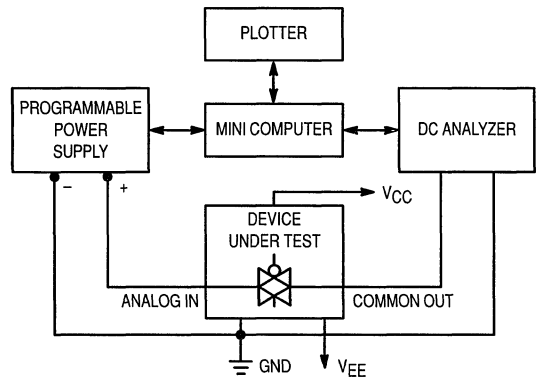 PLOTTER
PROGRAMMABLE
POWER
SUPPLY
MINI COMPUTER
DC ANALYZER
–
+
VCC
DEVICE
UNDER TEST
ANALOG IN
COMMON OUT
GND
VEE